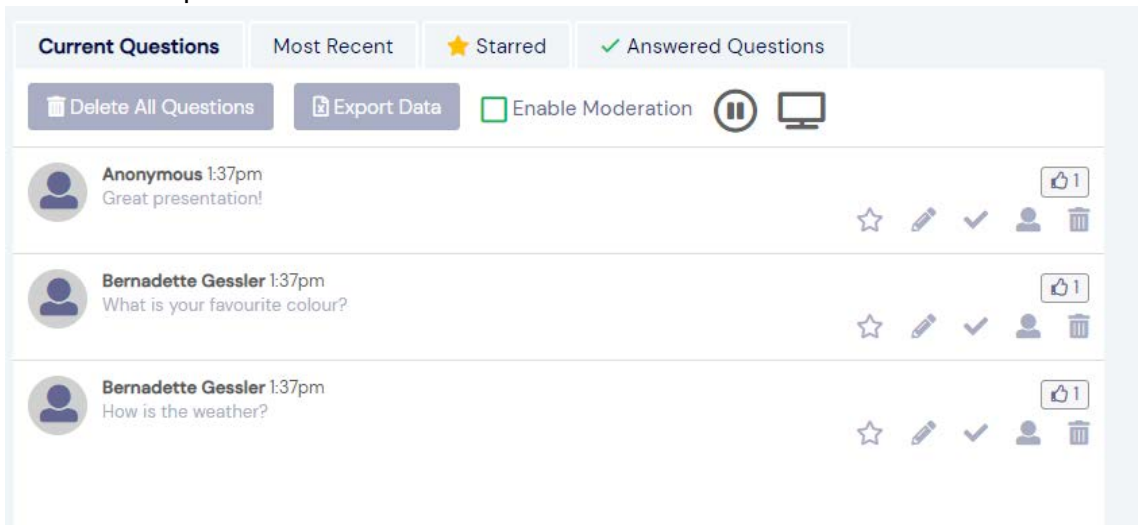 Current Questions Most Recent Starred Answered Questions
Delete All Questions Export Data Enable Moderation
Anonymous 1:37pm
1
Great presentation!
Bernadette Gessler 1:37pm
1
What is your favourite colour?
Bernadette Gessler 1:37pm
1
How is the weather?